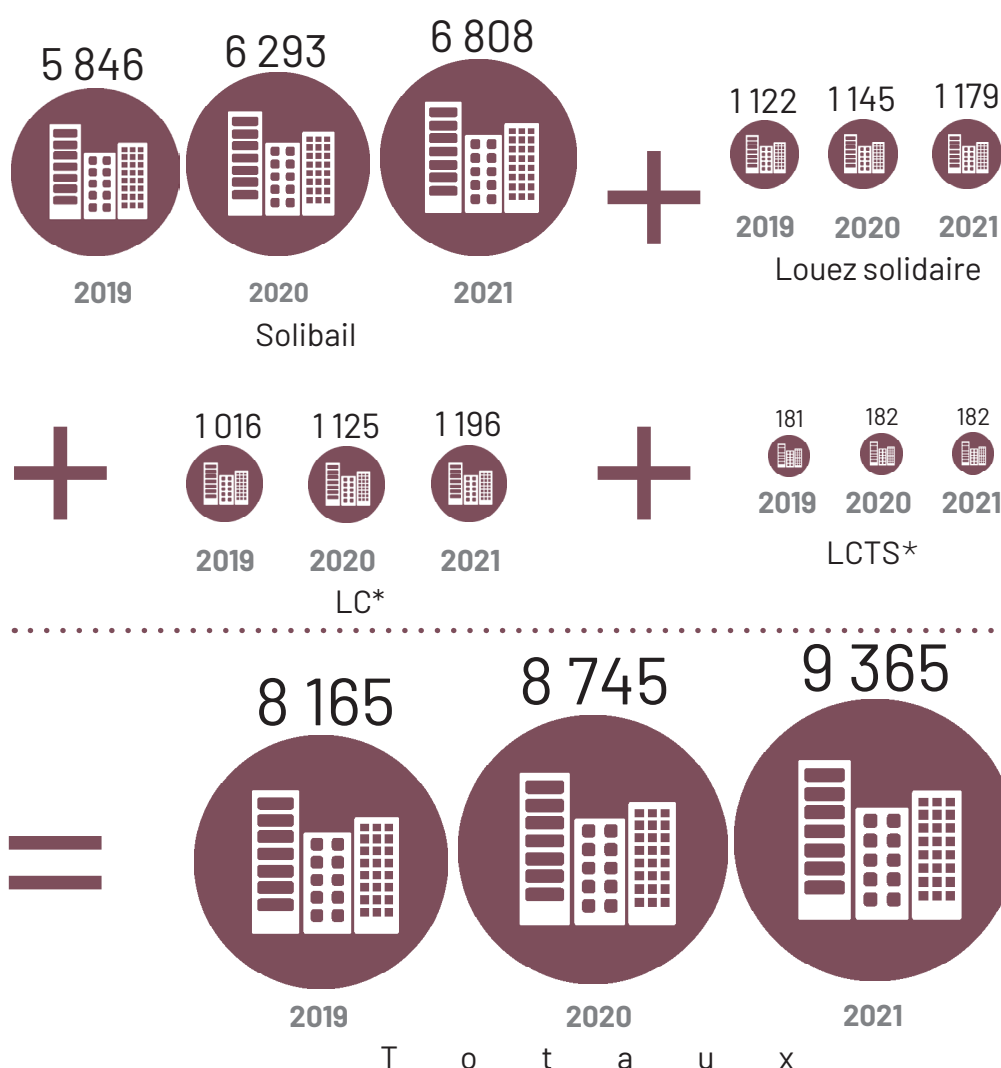 5 846 6 293 6 808
2019 2020 2021
Solibail
1 122 1 145 1 179
2019 2020 2021
Louez solidaire
1 016 1 125 1 196
2019 2020 2021
LC*
181 182 182
2019 2020 2021
LCTS*
8 165 8 745 9 365
2019 2020 2021
T o t a u x